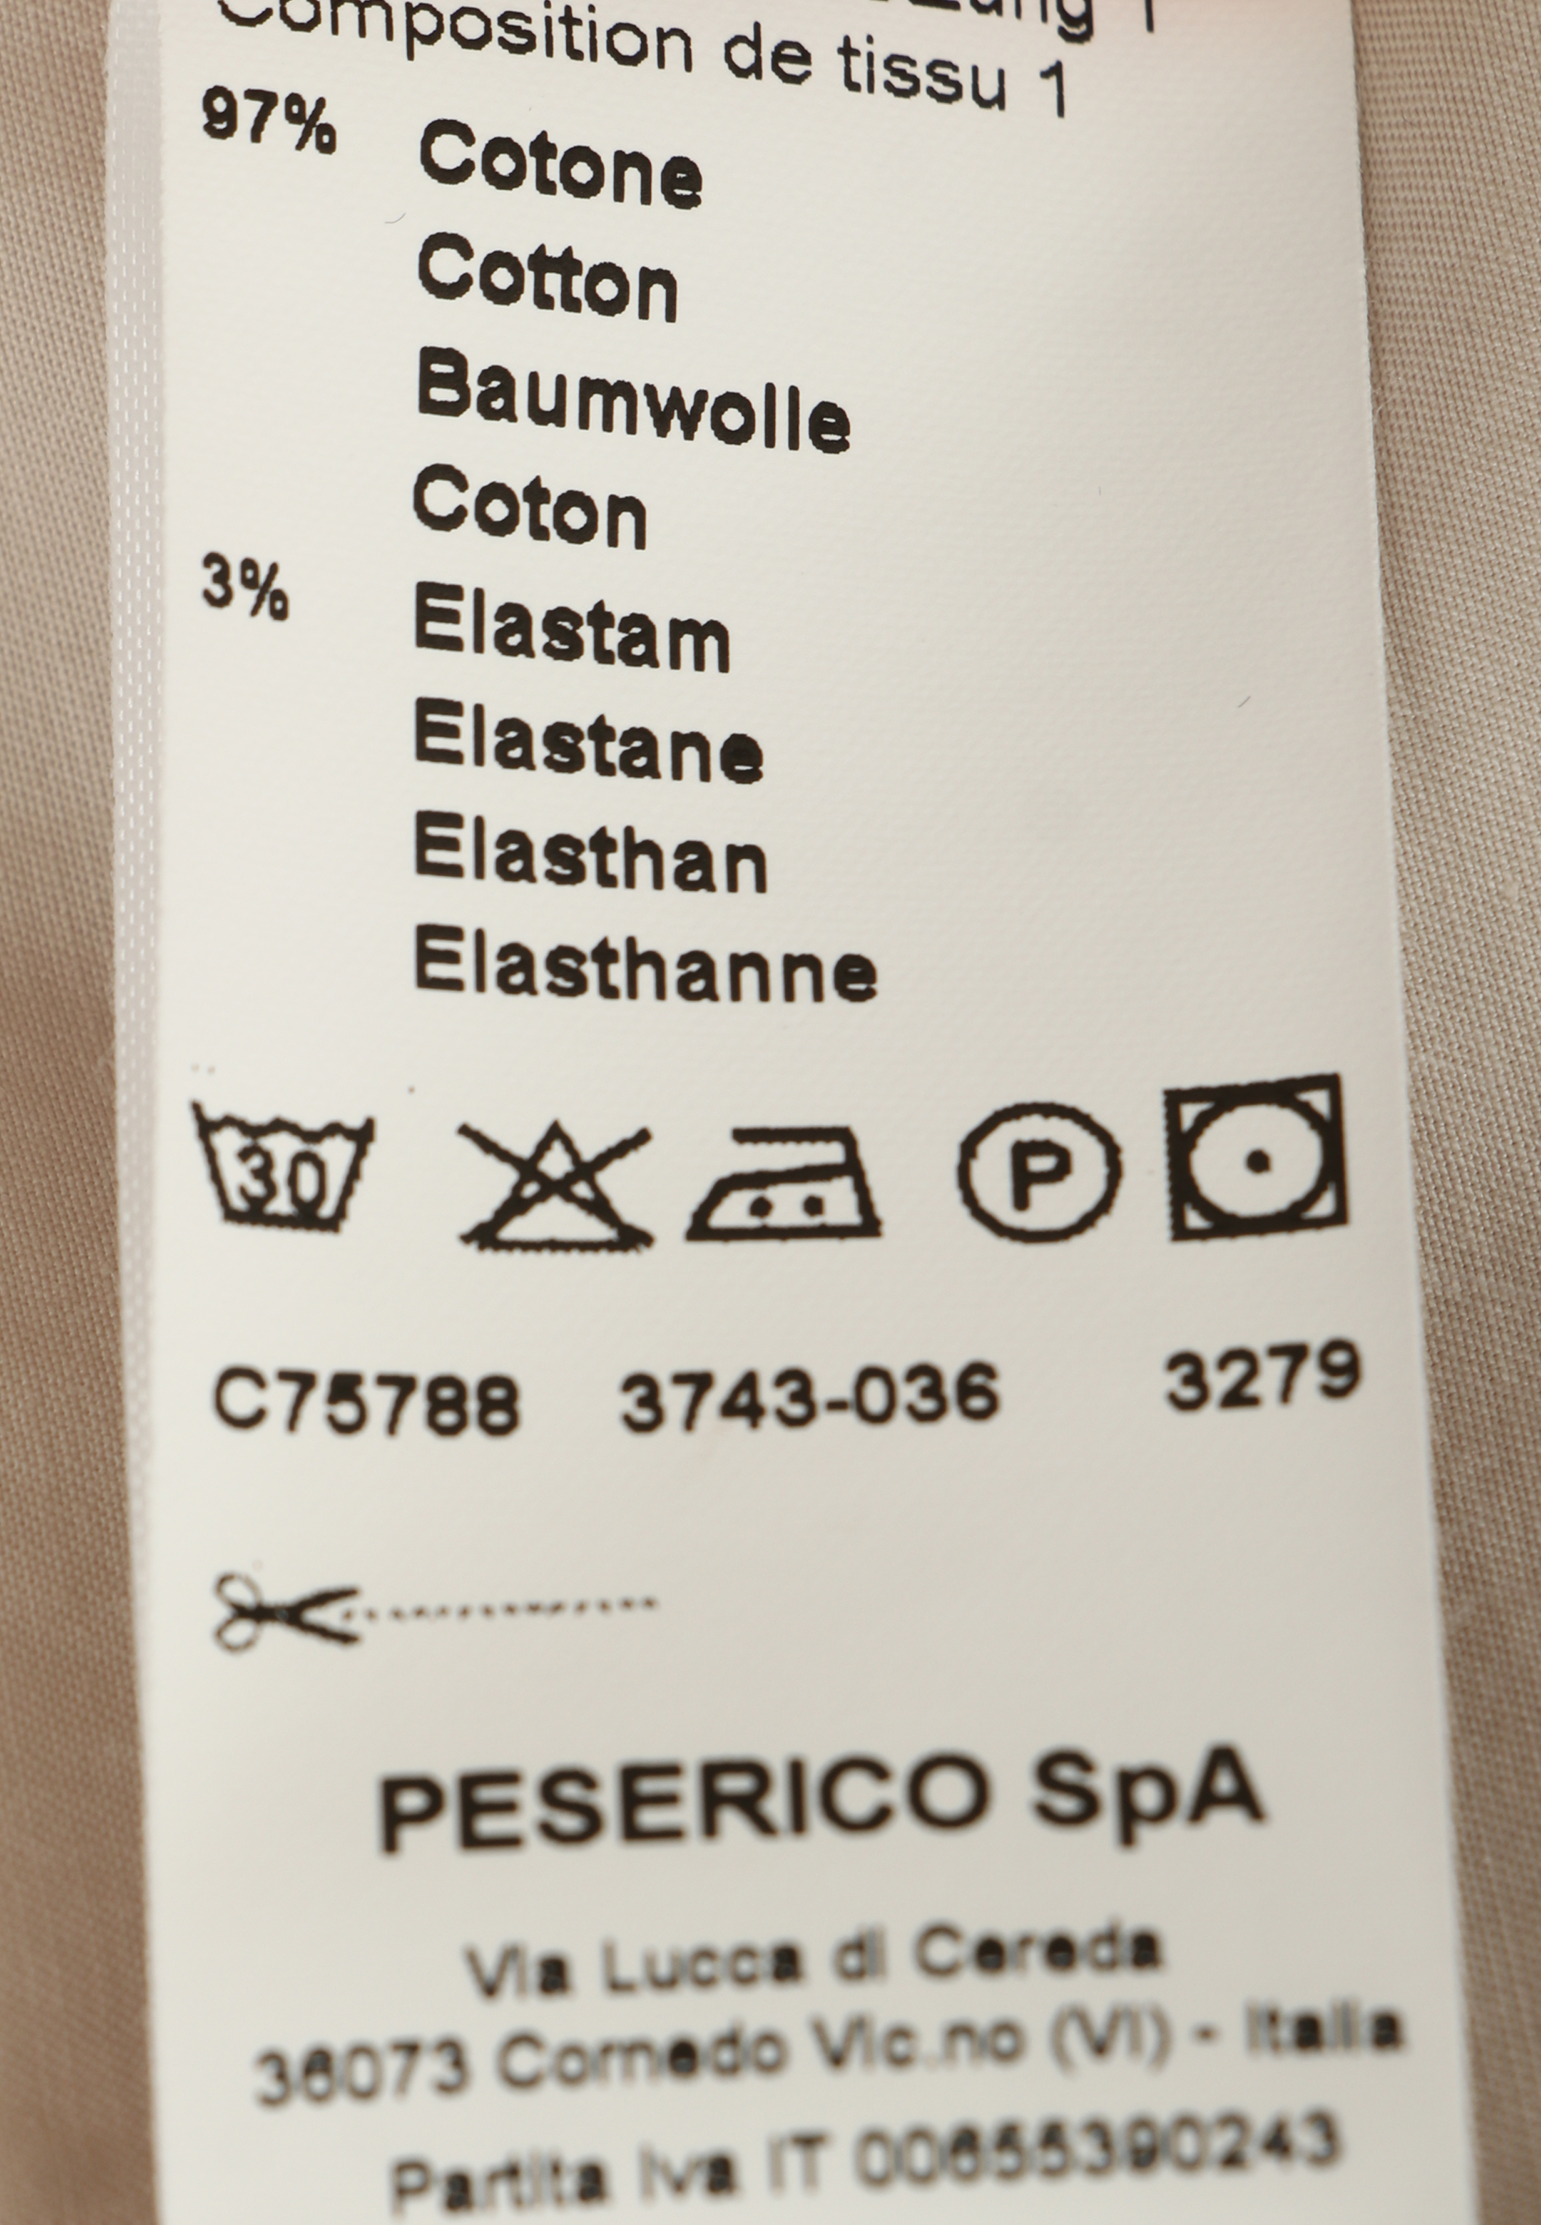 Composition de tissu 1
97% Cotone
Cotton
Baumwolle
Coton
3% Elastam
Elastane
Elasthan
Elasthanne
30 P
C75788 3743-036 3279
PESERICO SpA
Via Lucca di Cereda
36073 Cornedo Vic.no (VI) - Italia
Partita Iva IT 00655390243